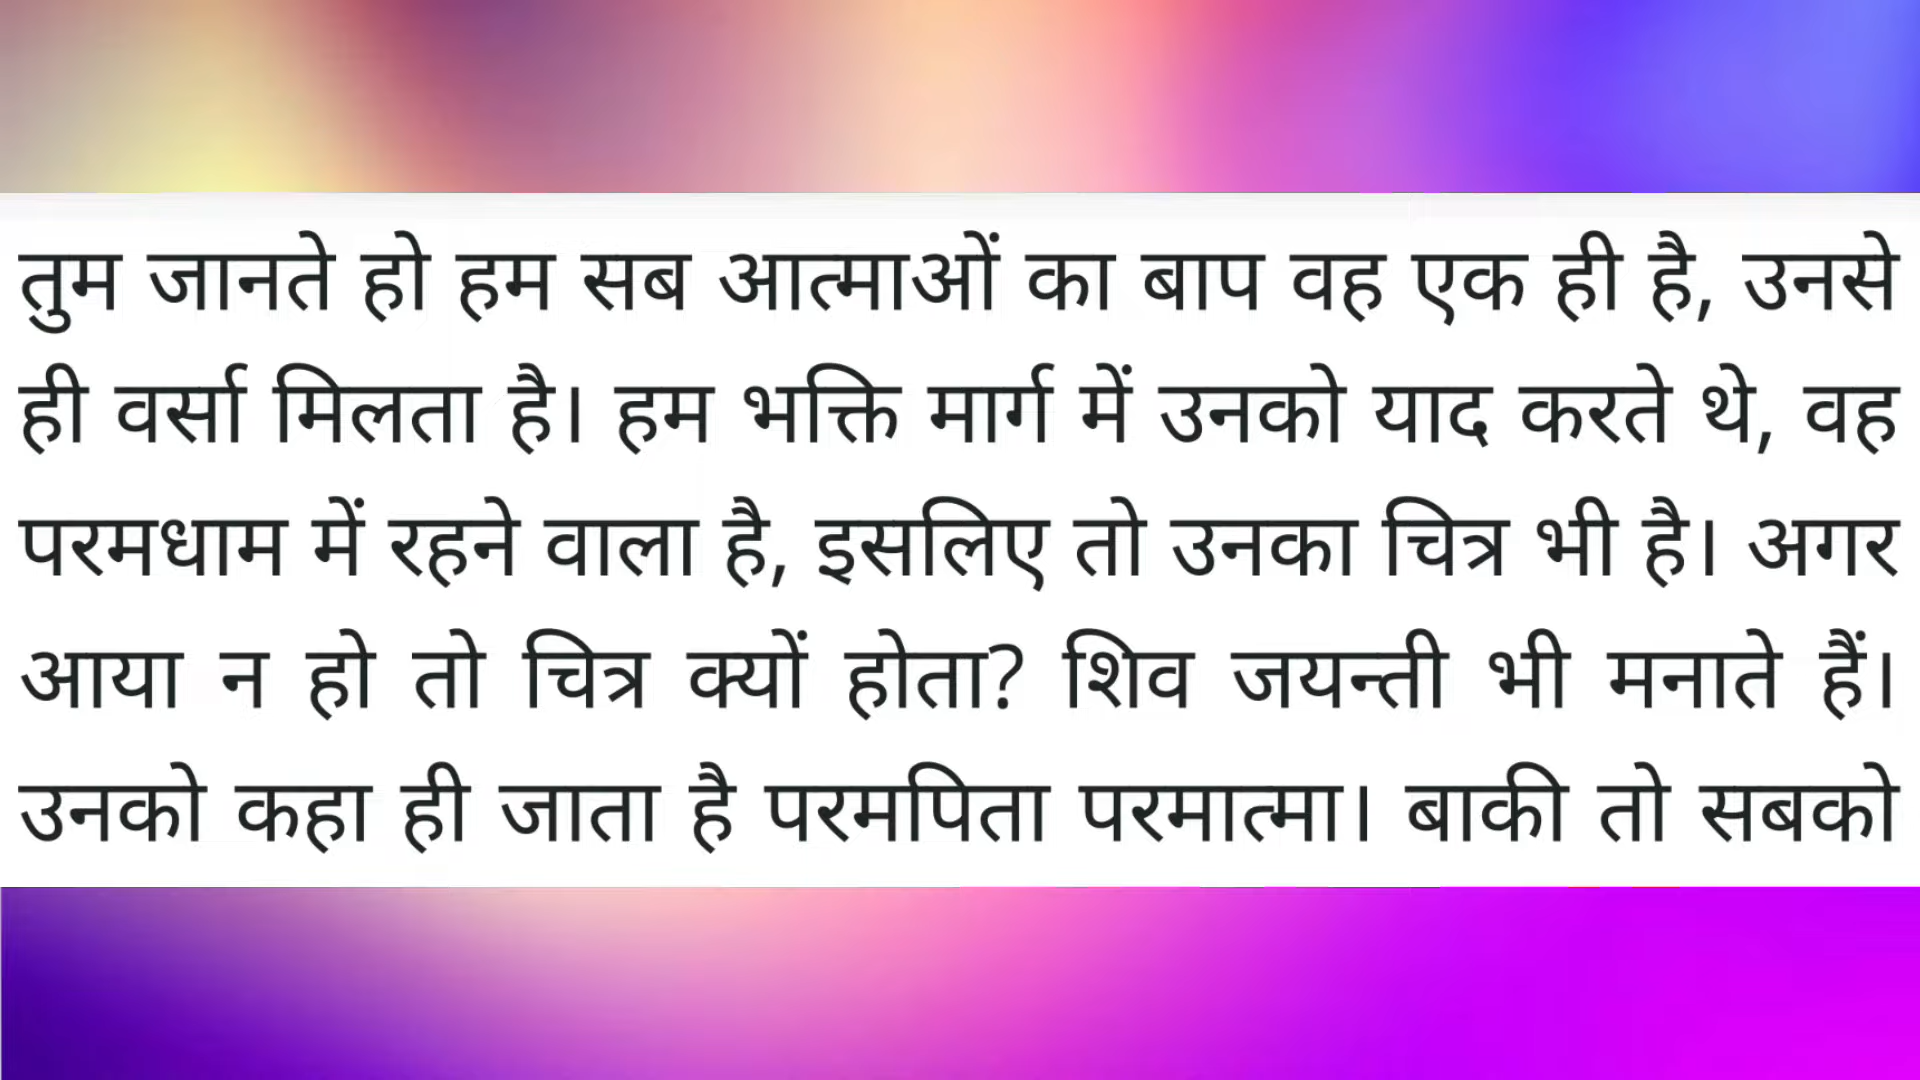 तुम जानते हो हम सब आत्माओं का बाप वह एक ही है, उनसे
ही वर्सा मिलता है। हम भक्ति मार्ग में उनको याद करते थे, वह
परमधाम में रहने वाला है, इसलिए तो उनका चित्र भी है। अगर
आया न हो तो चित्र क्यों होता? शिव जयन्ती भी मनाते हैं।
उनको कहा ही जाता है परमपिता परमात्मा। बाकी तो सबको